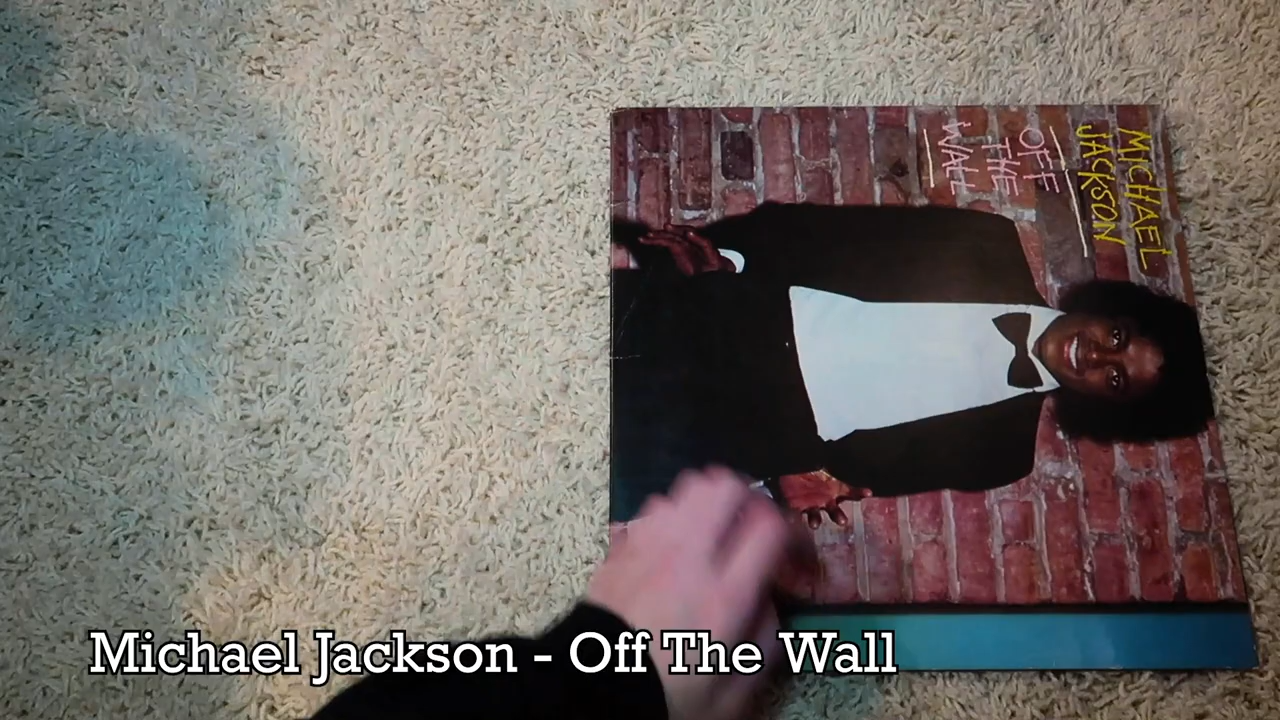 MICHAEL
JACKSON
OFF
THE
WALL
Michael Jackson - Off The Wall